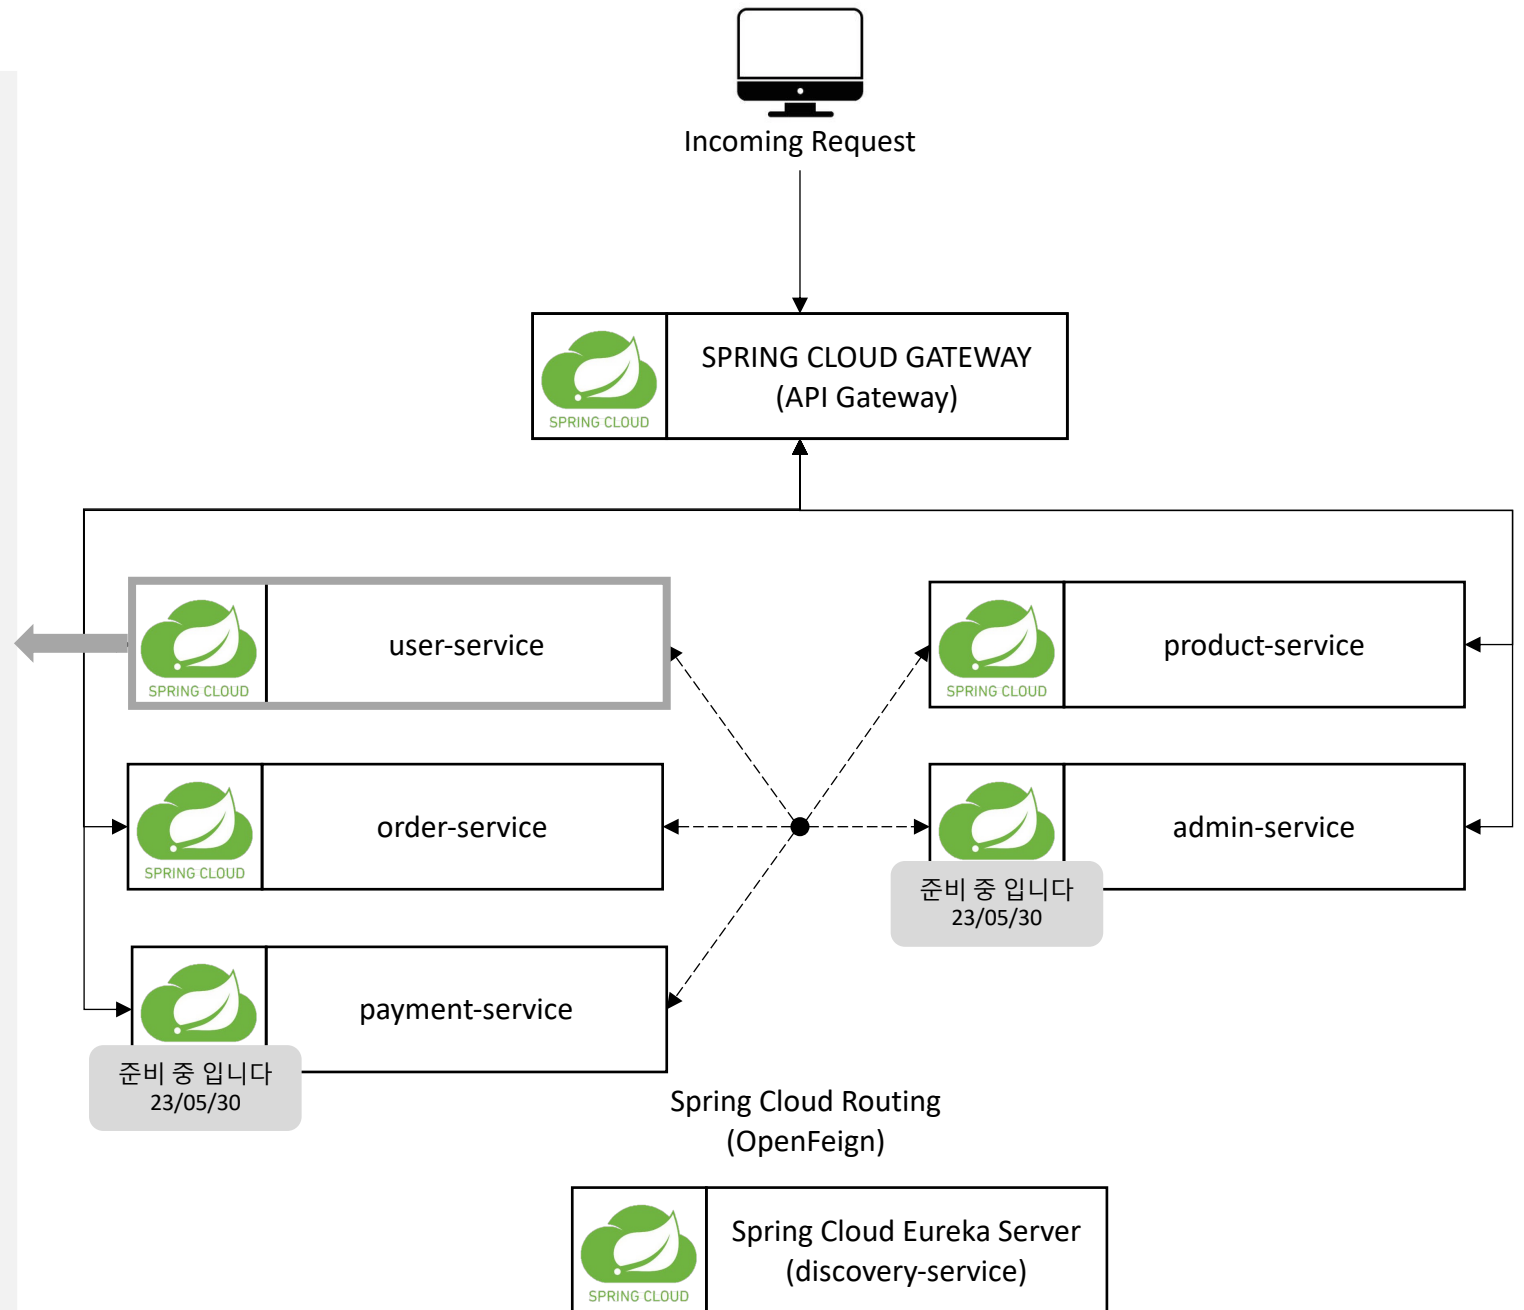 Incoming Request
SPRING CLOUD GATEWAY
(API Gateway)
SPRING CLOUD
user-service
SPRING CLOUD
product-service
SPRING CLOUD
order-service
SPRING CLOUD
admin-service
준비 중 입니다
23/05/30
payment-service
준비 중 입니다
23/05/30
Spring Cloud Routing
(OpenFeign)
Spring Cloud Eureka Server
(discovery-service)
SPRING CLOUD